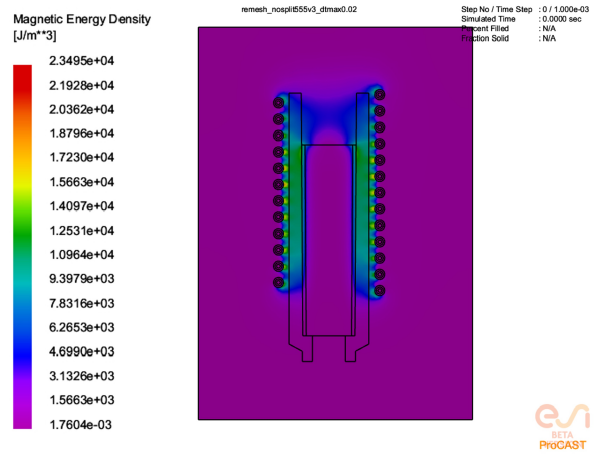 Magnetic Energy Density
[J/m**3]
remesh_nosplit555v3_dtmax0.02
Step No / Time Step : 0 / 1.000e-03
Simulated Time : 0.0000 sec
Percent Filled : N/A
Fraction Solid : N/A
2.3495e+04
2.1928e+04
2.0362e+04
1.8796e+04
1.7230e+04
1.5663e+04
1.4097e+04
1.2531e+04
1.0964e+04
9.3979e+03
7.8316e+03
6.2653e+03
4.6990e+03
3.1326e+03
1.5663e+03
1.7604e-03
esi
BETA
ProCAST